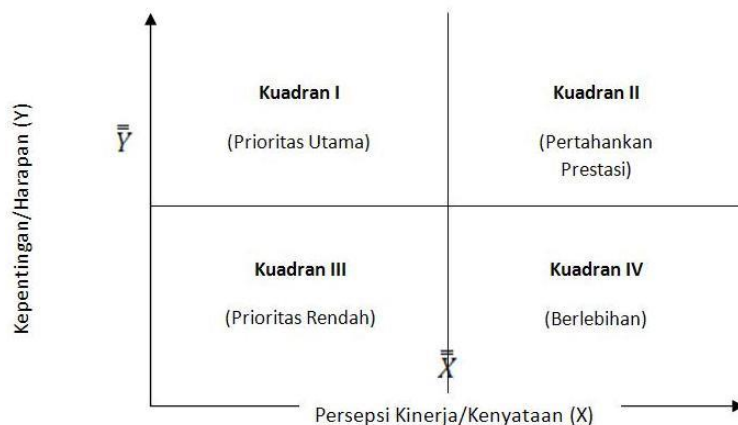 Kepentingan/Harapan (Y)
Y̿
Kuadran I
(Prioritas Utama)
Kuadran II
(Pertahankan
Prestasi)
Kuadran III
(Prioritas Rendah)
Kuadran IV
(Berlebihan)
X̿
Persepsi Kinerja/Kenyataan (X)